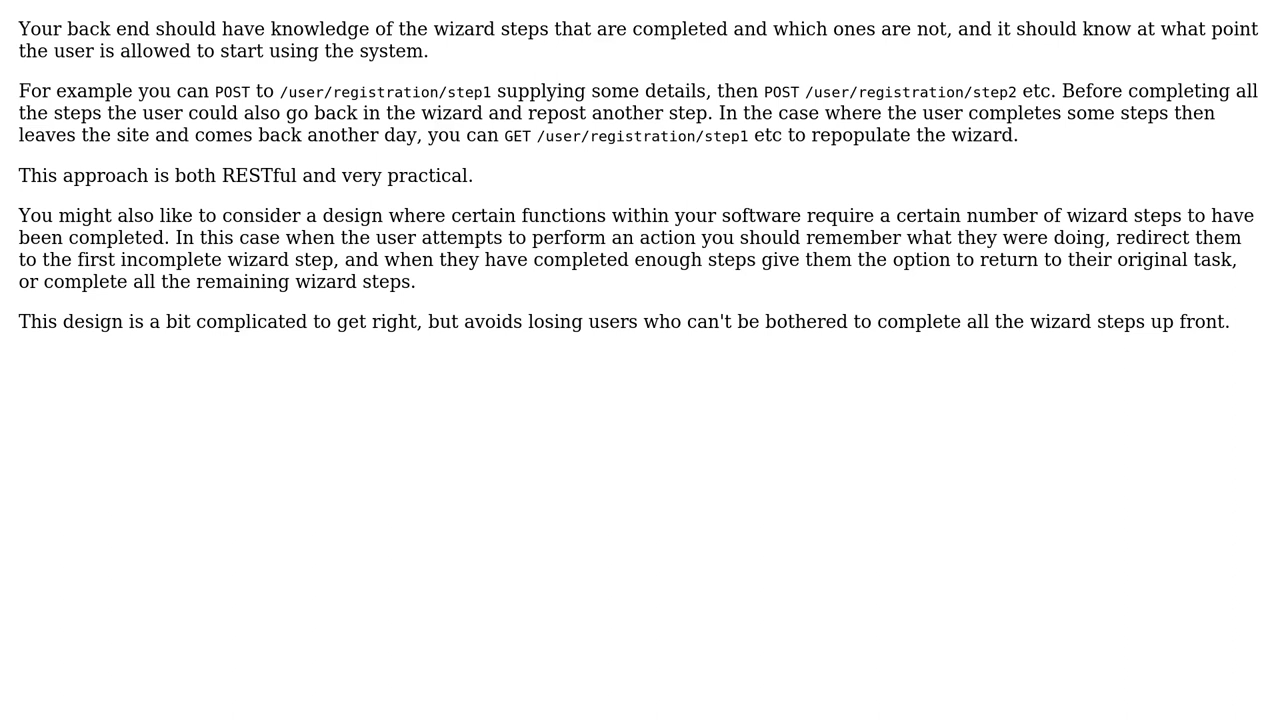 Your back end should have knowledge of the wizard steps that are completed and which ones are not, and it should know at what point
the user is allowed to start using the system.
For example you can POST to /user/registration/step1 supplying some details, then POST /user/registration/step2 etc. Before completing all
the steps the user could also go back in the wizard and repost another step. In the case where the user completes some steps then
leaves the site and comes back another day, you can GET /user/registration/step1 etc to repopulate the wizard.
This approach is both RESTful and very practical.
You might also like to consider a design where certain functions within your software require a certain number of wizard steps to have
been completed. In this case when the user attempts to perform an action you should remember what they were doing, redirect them
to the first incomplete wizard step, and when they have completed enough steps give them the option to return to their original task,
or complete all the remaining wizard steps.
This design is a bit complicated to get right, but avoids losing users who can't be bothered to complete all the wizard steps up front.